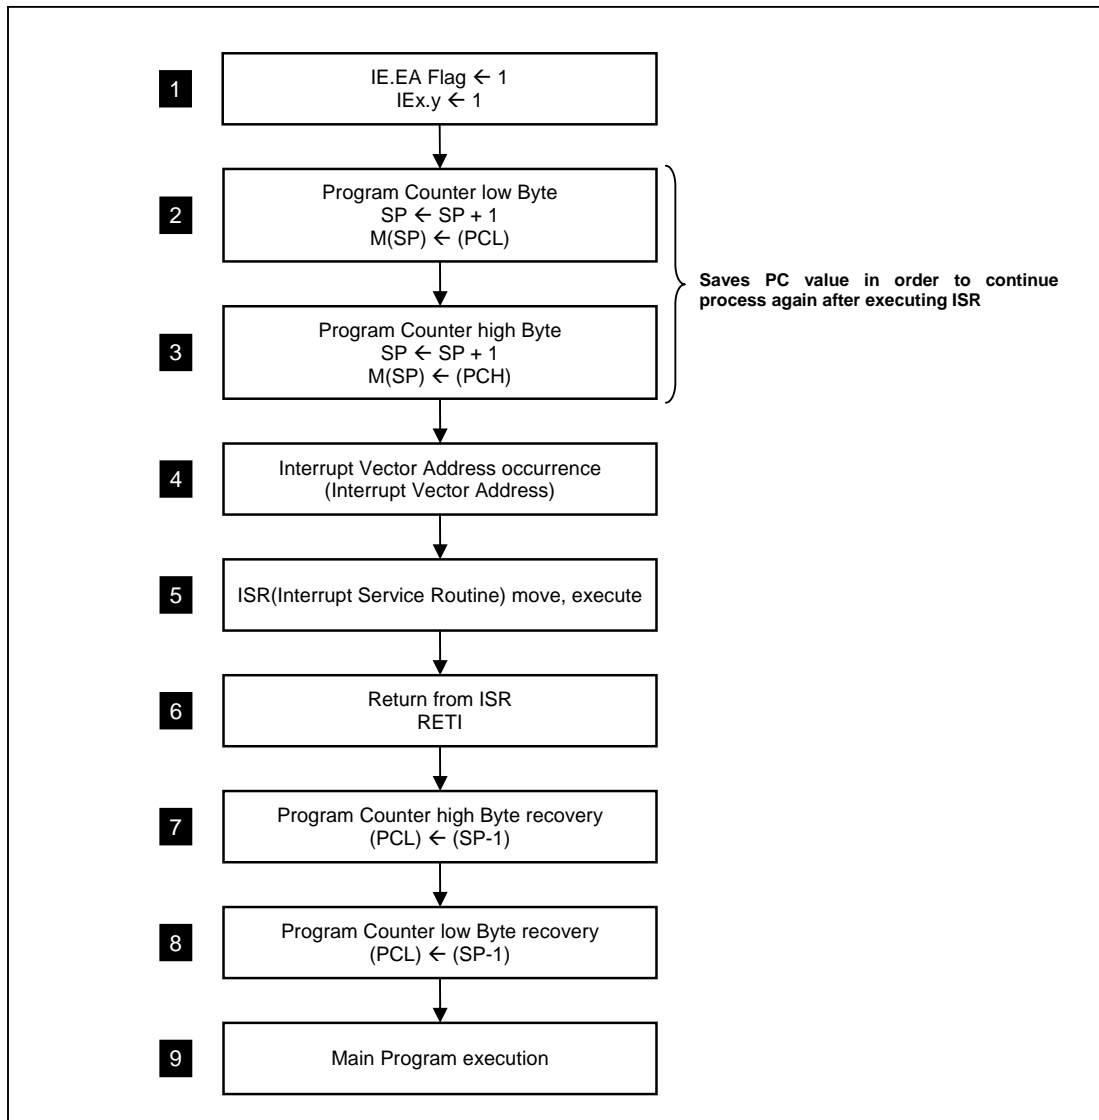 1
IE.EA Flag ← 1
IEx.y ← 1
2
Program Counter low Byte
SP ← SP + 1
M(SP) ← (PCL)
Saves PC value in order to continue
process again after executing ISR
3
Program Counter high Byte
SP ← SP + 1
M(SP) ← (PCH)
4
Interrupt Vector Address occurrence
(Interrupt Vector Address)
5
ISR(Interrupt Service Routine) move, execute
6
Return from ISR
RETI
7
Program Counter high Byte recovery
(PCL) ← (SP-1)
8
Program Counter low Byte recovery
(PCL) ← (SP-1)
9
Main Program execution